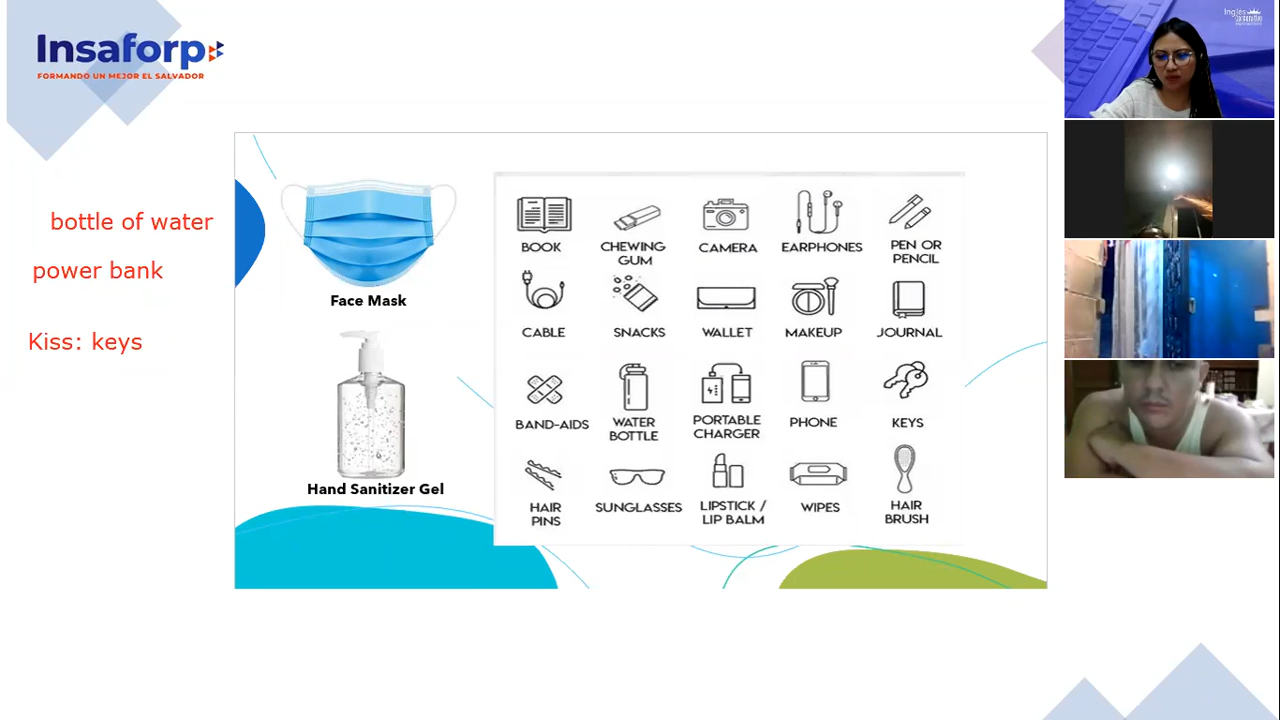 Insaforp
FORMANDO UN MEJOR EL SALVADOR
bottle of water
power bank
Kiss: keys
Face Mask
Hand Sanitizer Gel
BOOK
CHEWING
GUM
CAMERA
EARPHONES
PEN OR
PENCIL
CABLE
SNACKS
WALLET
MAKEUP
JOURNAL
BAND-AIDS
WATER
BOTTLE
PORTABLE
CHARGER
PHONE
KEYS
HAIR
PINS
SUNGLASSES
LIPSTICK /
LIP BALM
WIPES
HAIR
BRUSH
Inglés